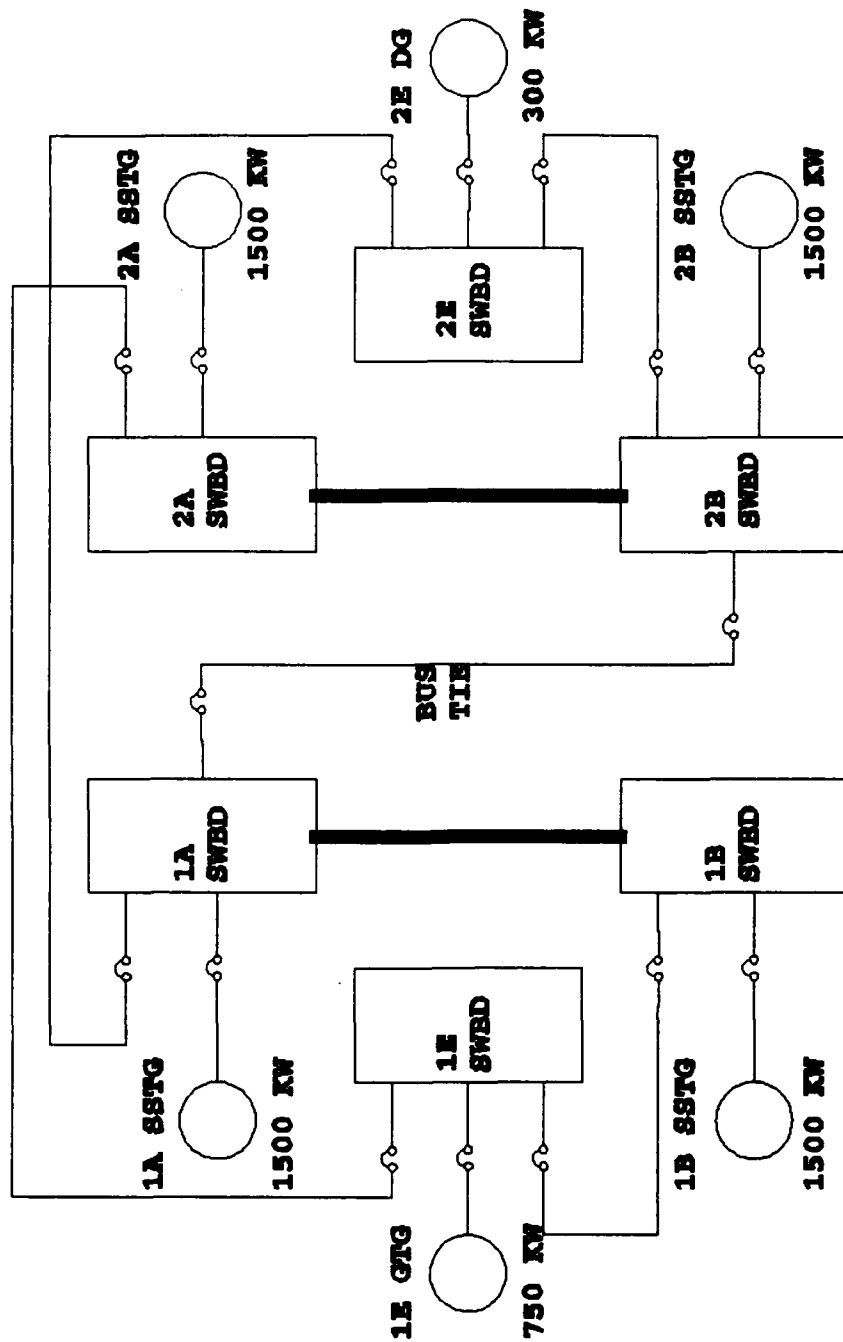 1A SSTG
1500 KW
1A
SWBD
2A
SWBD
2A SSTG
1500 KW
1E GTG
750 KW
1E
SWBD
BUS
TIE
2E
SWBD
2E DG
300 KW
1B SSTG
1500 KW
1B
SWBD
2B
SWBD
2B SSTG
1500 KW